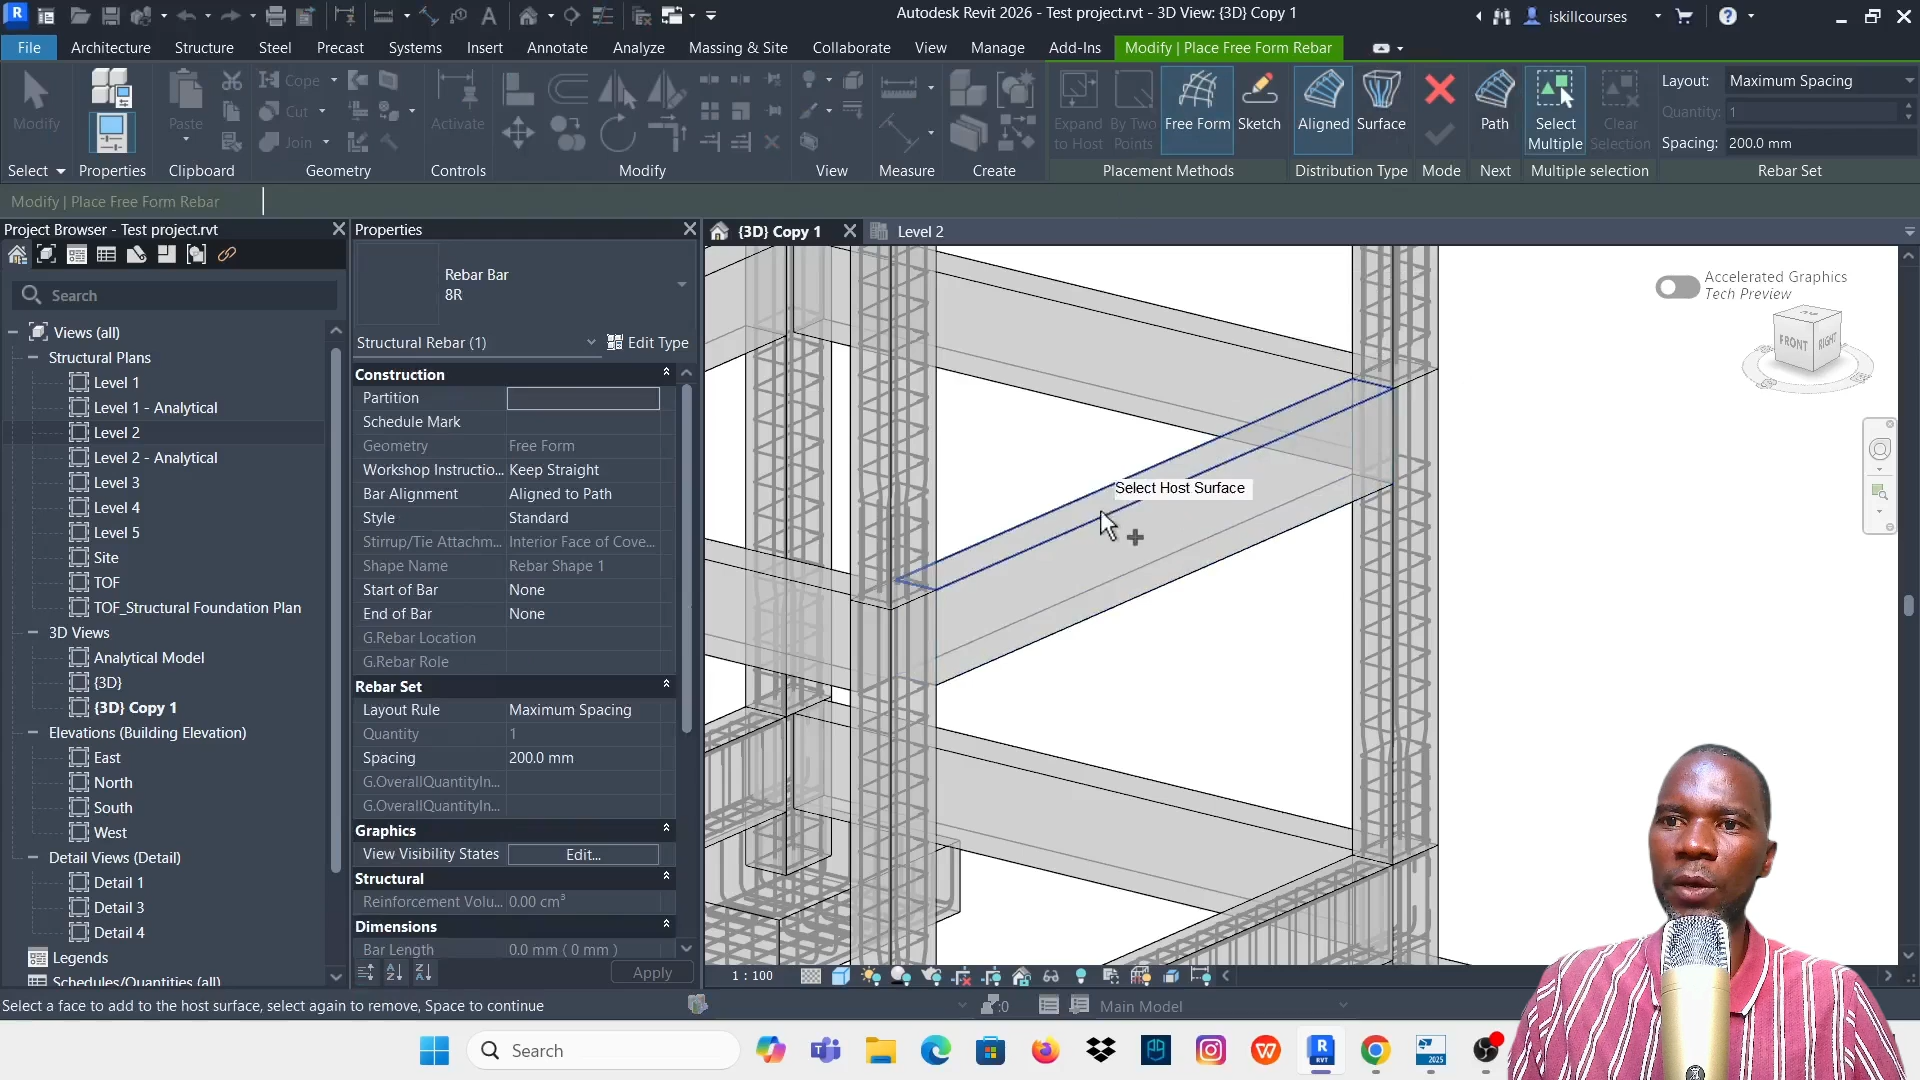 Autodesk Revit 2026 - Test project.rvt - 3D View: {3D} Copy 1
iskillcourses
File Architecture Structure Steel Precast Systems Insert Annotate Analyze Massing & Site Collaborate View Manage Add-Ins Modify | Place Free Form Rebar
Modify
Paste
Cope
Cut
Join
Activate
Expand to Host
By Two Points
Free Form
Sketch
Aligned
Surface
Path
Select Multiple
Clear Selection
Layout: Maximum Spacing
Quantity: 1
Spacing: 200.0 mm
Select Properties Clipboard Geometry Controls Modify View Measure Create Placement Methods Distribution Type Mode Next Multiple selection Rebar Set
Modify | Place Free Form Rebar
Project Browser - Test project.rvt
Search
Views (all)
Structural Plans
Level 1
Level 1 - Analytical
Level 2
Level 2 - Analytical
Level 3
Level 4
Level 5
Site
TOF
TOF_Structural Foundation Plan
3D Views
Analytical Model
{3D}
{3D} Copy 1
Elevations (Building Elevation)
East
North
South
West
Detail Views (Detail)
Detail 1
Detail 3
Detail 4
Legends
Schedules/Quantities (all)
Properties
Rebar Bar
8R
Structural Rebar (1) Edit Type
Construction
Partition
Schedule Mark
Geometry Free Form
Workshop Instructio... Keep Straight
Bar Alignment Aligned to Path
Style Standard
Stirrup/Tie Attachm... Interior Face of Cove...
Shape Name Rebar Shape 1
Start of Bar None
End of Bar None
G.Rebar Location
G.Rebar Role
Rebar Set
Layout Rule Maximum Spacing
Quantity 1
Spacing 200.0 mm
G.OverallQuantityIn...
G.OverallQuantityIn...
Graphics
View Visibility States Edit...
Structural
Reinforcement Volu... 0.00 cm³
Dimensions
Bar Length 0.0 mm ( 0 mm )
Apply
{3D} Copy 1
Level 2
Accelerated Graphics
Tech Preview
FRONT RIGHT
Select Host Surface
1 : 100
Select a face to add to the host surface, select again to remove, Space to continue
:0
Main Model
Search